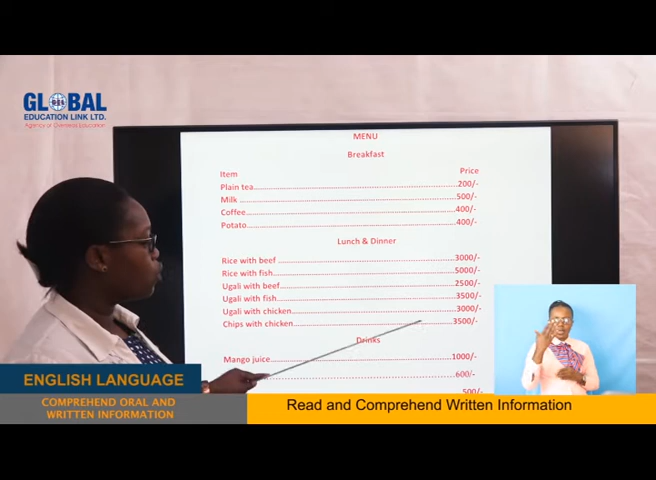 GLOBAL
EDUCATION LINK LTD.
Agency of Overseas Education
MENU
Breakfast
Item Price
Plain tea 200/-
Milk 500/-
Coffee 400/-
Potato 400/-
Lunch & Dinner
Rice with beef 3000/-
Rice with fish 5000/-
Ugali with beef 2500/-
Ugali with fish 3500/-
Ugali with chicken 3000/-
Chips with chicken 3500/-
Drinks
Mango juice 1000/-
600/-
500/-
ENGLISH LANGUAGE
COMPREHEND ORAL AND
WRITTEN INFORMATION
Read and Comprehend Written Information